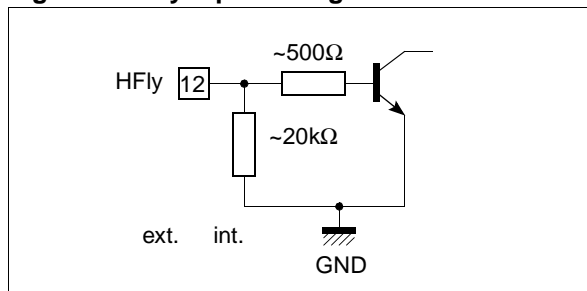 ~500Ω
HFly 12
~20kΩ
ext. int.
GND